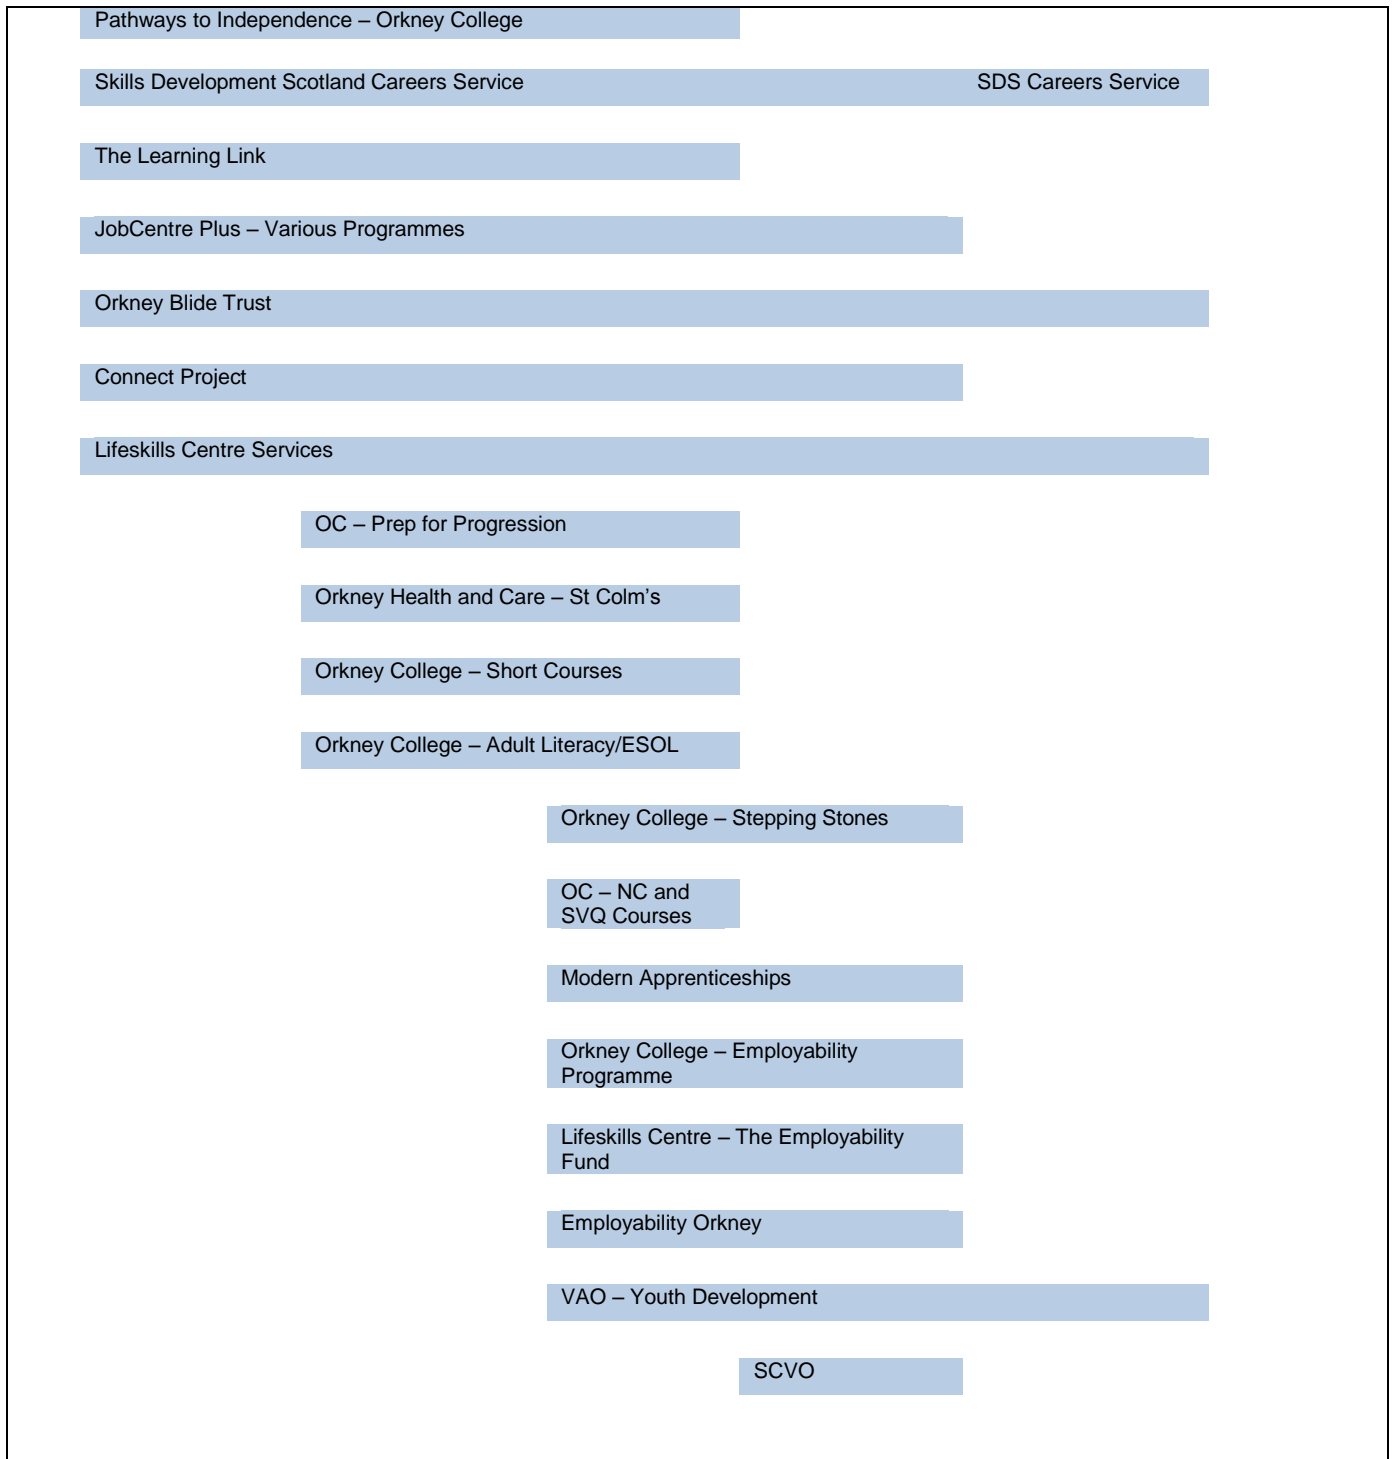 Pathways to Independence – Orkney College
Skills Development Scotland Careers Service SDS Careers Service
The Learning Link
JobCentre Plus – Various Programmes
Orkney Blide Trust
Connect Project
Lifeskills Centre Services
OC – Prep for Progression
Orkney Health and Care – St Colm’s
Orkney College – Short Courses
Orkney College – Adult Literacy/ESOL
Orkney College – Stepping Stones
OC – NC and
SVQ Courses
Modern Apprenticeships
Orkney College – Employability
Programme
Lifeskills Centre – The Employability
Fund
Employability Orkney
VAO – Youth Development
SCVO